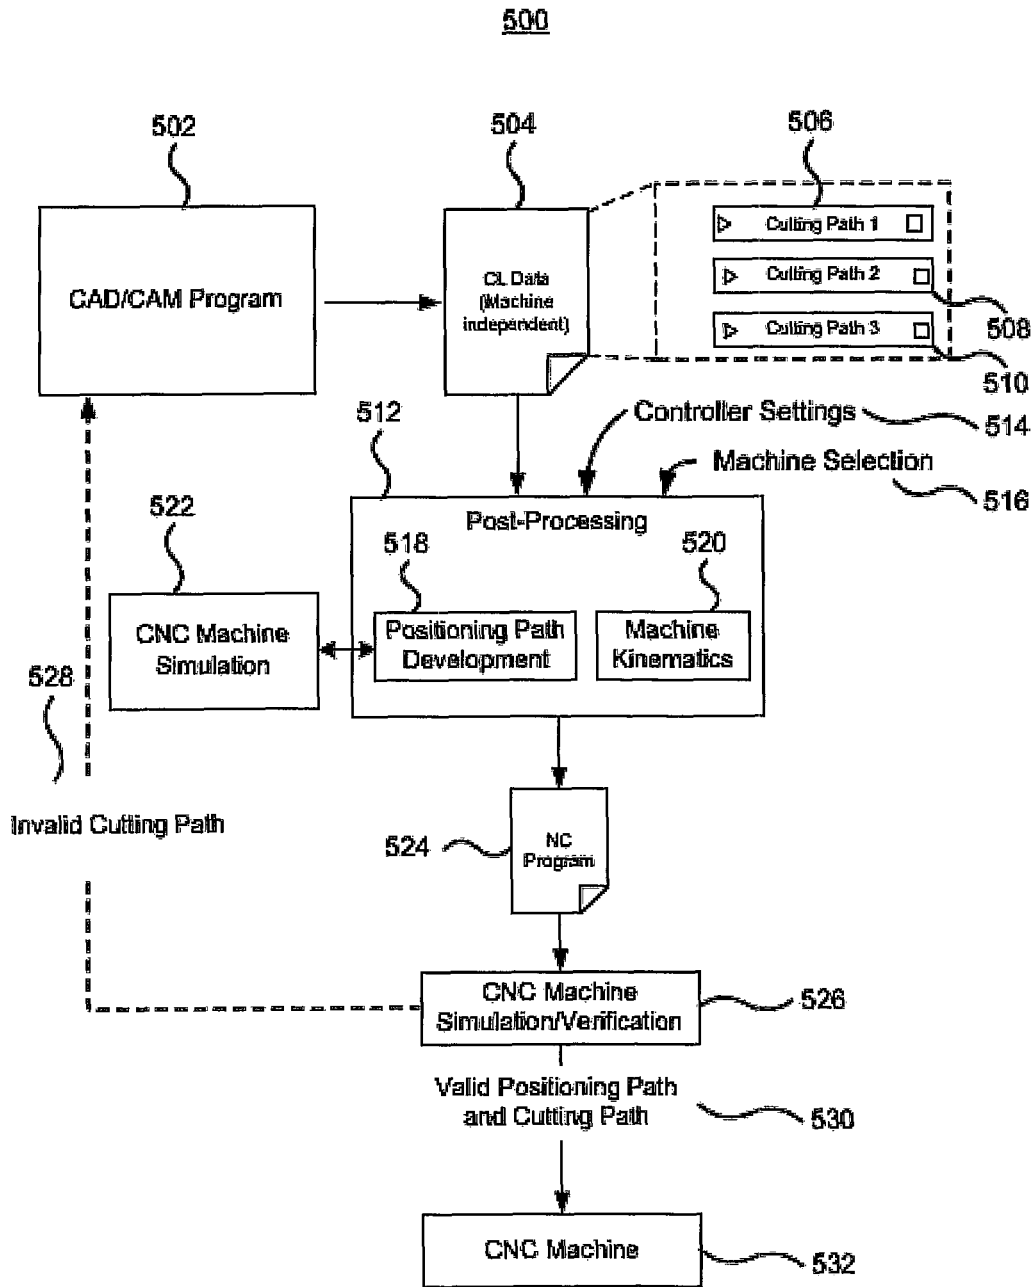 500
502
504
506
CAD/CAM Program
CL Data
(Machine
independent)
Cutting Path 1
Cutting Path 2
Cutting Path 3
508
510
512
Controller Settings
514
Machine Selection
516
Post-Processing
518
520
522
Positioning Path
Development
Machine
Kinematics
CNC Machine
Simulation
528
Invalid Cutting Path
524
NC
Program
CNC Machine
Simulation/Verification
526
Valid Positioning Path
and Cutting Path
530
CNC Machine
532